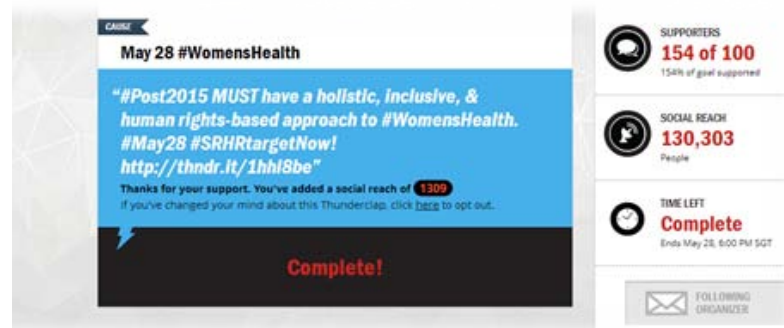 CAUSE
May 28 #WomensHealth
"#Post2015 MUST have a holistic, inclusive, &
human rights-based approach to #WomensHealth.
#May28 #SRHRtargetNow!
http://thndr.it/1hhl8be"
Thanks for your support. You've added a social reach of 1309
If you've changed your mind about this Thunderclap, click here to opt out.
Complete!
SUPPORTERS
154 of 100
154% of goal supported
SOCIAL REACH
130,303
People
TIME LEFT
Complete
Ends May 28, 6:00 PM SGT
FOLLOWING
ORGANIZER